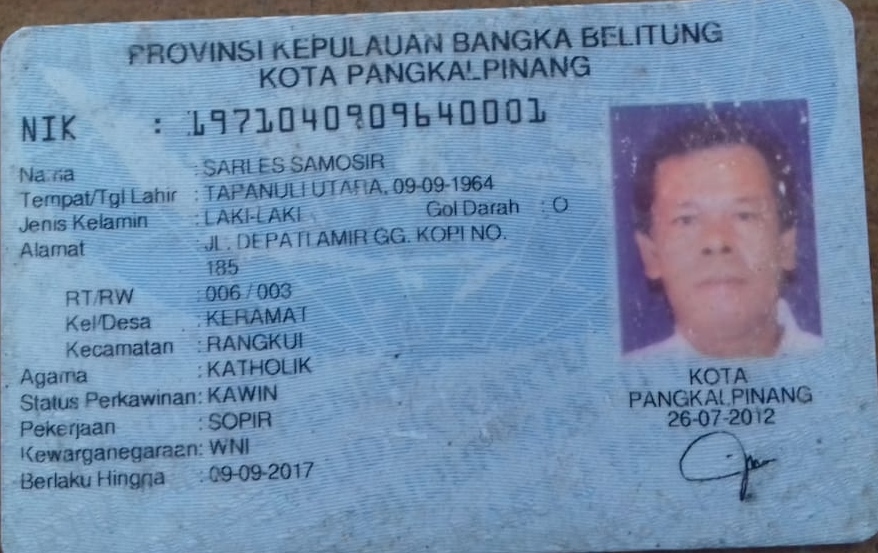 PROVINSI KEPULAUAN BANGKA BELITUNG
KOTA PANGKALPINANG
NIK : 1971040909640001
Nama : SARLES SAMOSIR
Tempat/Tgl Lahir : TAPANULI UTARA, 09-09-1964
Jenis Kelamin : LAKI-LAKI Gol Darah : O
Alamat : JL. DEPATI AMIR GG. KOPI NO.
185
RT/RW : 006 / 003
Kel/Desa : KERAMAT
Kecamatan : RANGKUI
Agama : KATHOLIK
Status Perkawinan: KAWIN
Pekerjaan : SOPIR
Kewarganegaraan: WNI
Berlaku Hingga : 09-09-2017
KOTA
PANGKALPINANG
26-07-2012